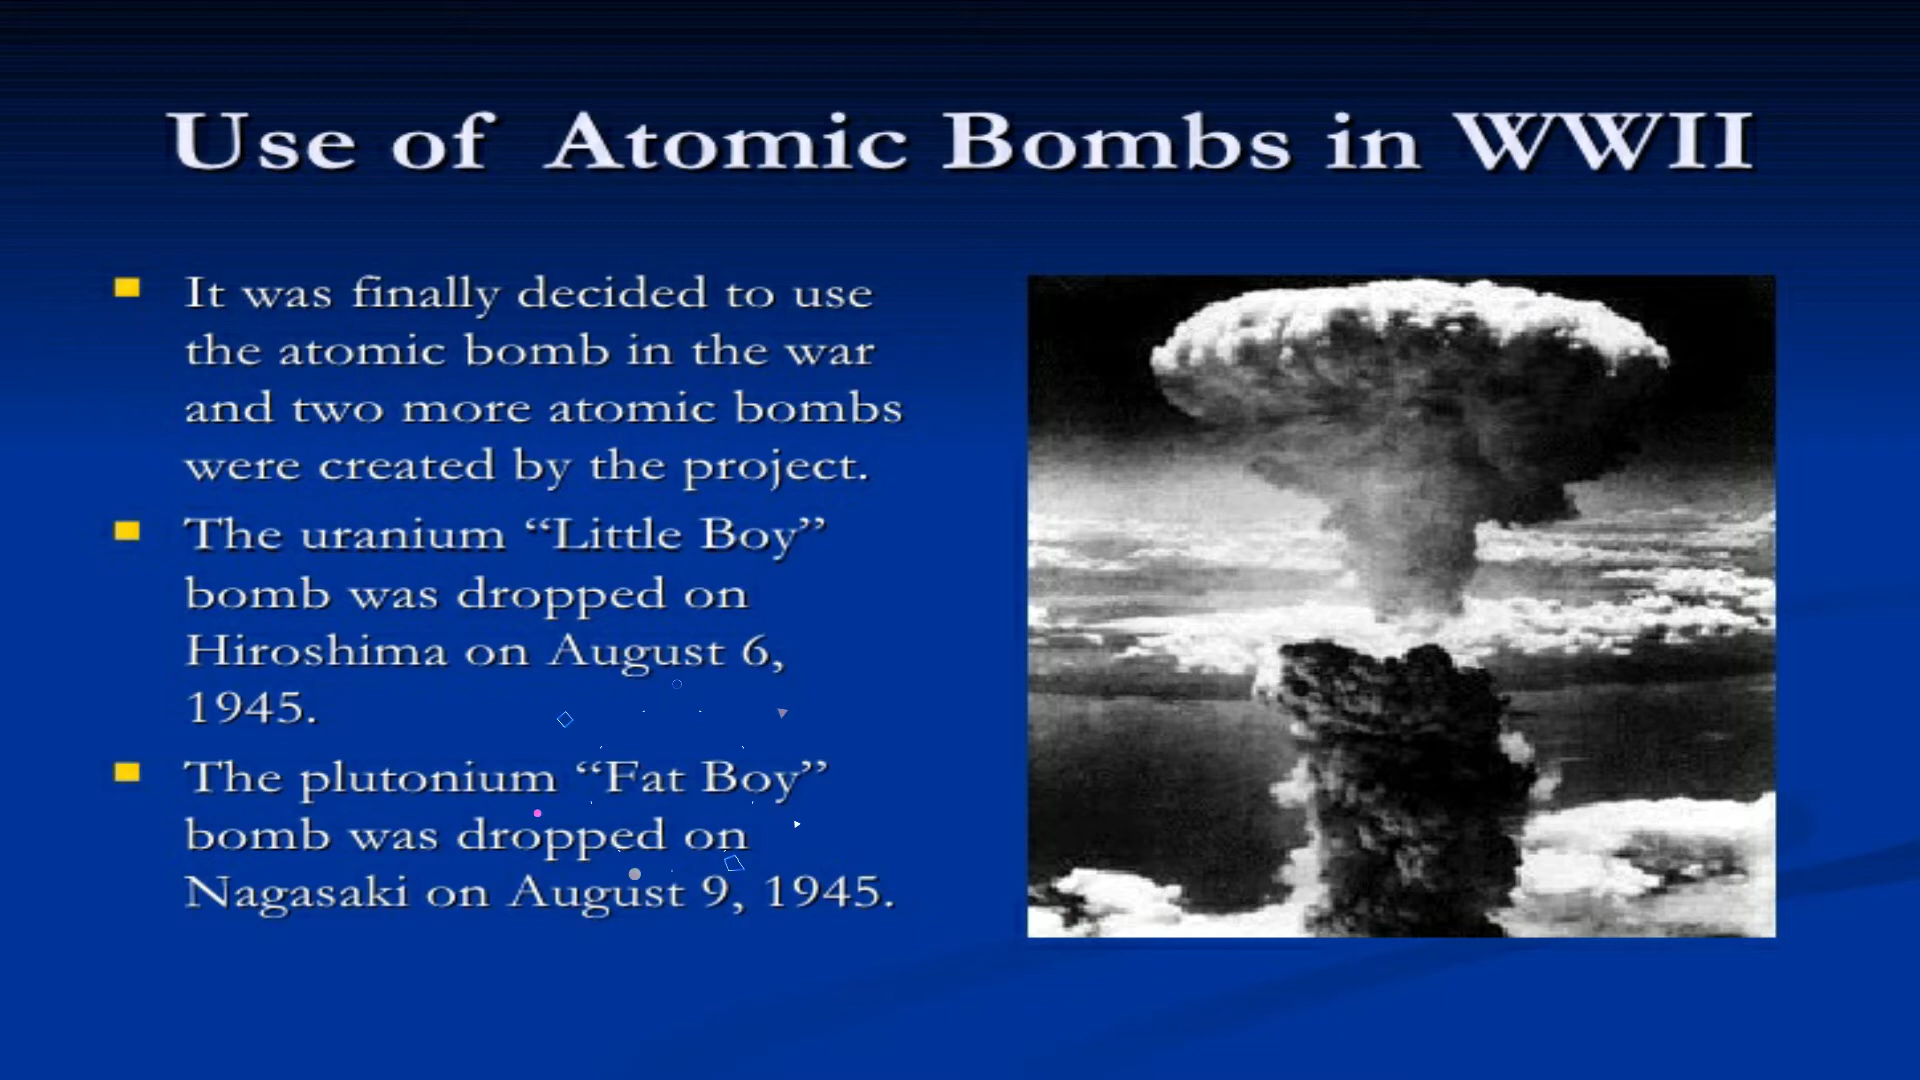 Use of Atomic Bombs in WWII
It was finally decided to use
the atomic bomb in the war
and two more atomic bombs
were created by the project.
The uranium “Little Boy”
bomb was dropped on
Hiroshima on August 6,
1945.
The plutonium “Fat Boy”
bomb was dropped on
Nagasaki on August 9, 1945.